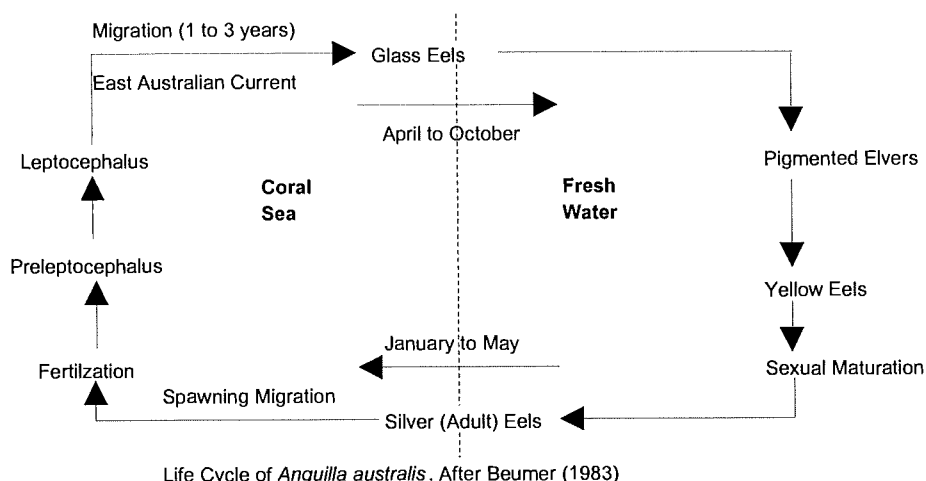 Migration (1 to 3 years)
Glass Eels
East Australian Current
April to October
Leptocephalus
Pigmented Elvers
Coral
Sea
Fresh
Water
Preleptocephalus
Yellow Eels
January to May
Fertilzation
Sexual Maturation
Spawning Migration
Silver (Adult) Eels
Life Cycle of Anguilla australis, After Beumer (1983)